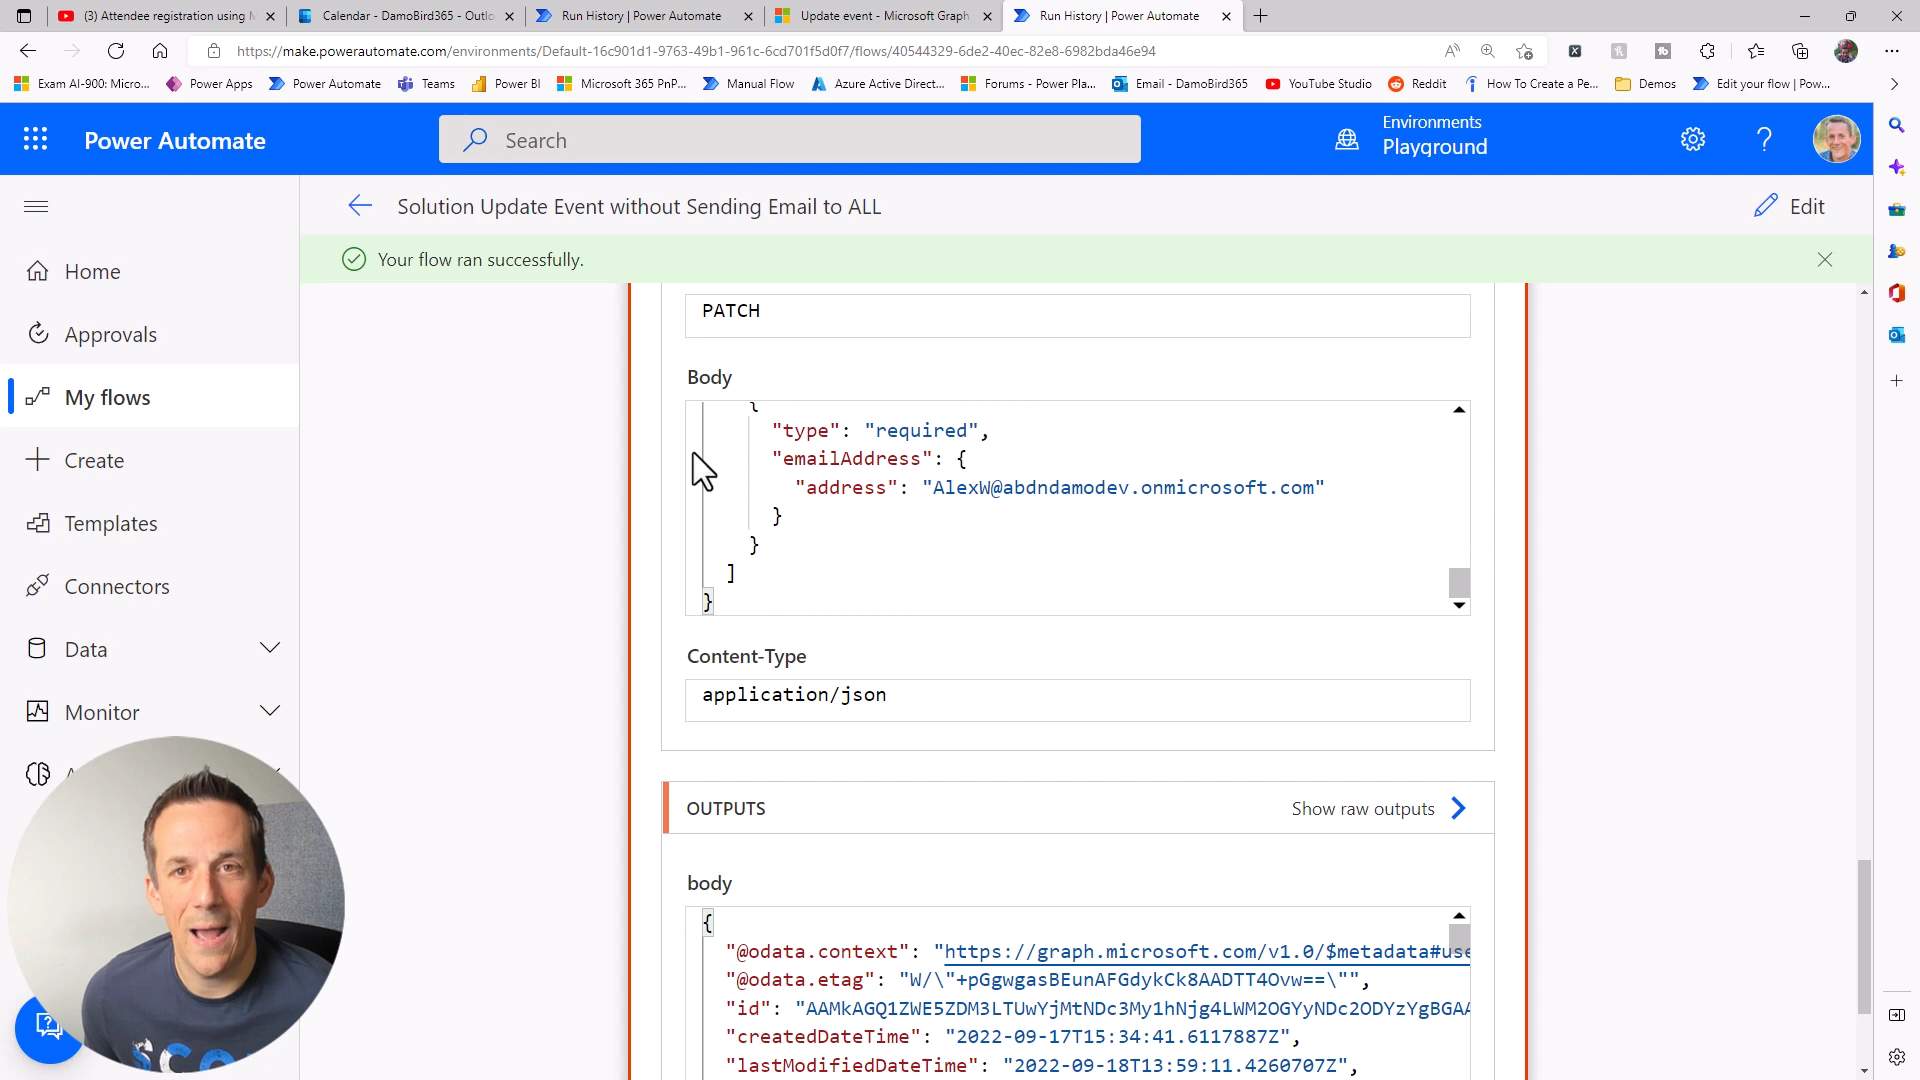 (3) Attendee registration using M
Calendar - DamoBird365 - Outlo
Run History | Power Automate
Update event - Microsoft Graph
Run History | Power Automate
https://make.powerautomate.com/environments/Default-16c901d1-9763-49b1-961c-6cd701f5d0f7/flows/40544329-6de2-40ec-82e8-6982bda46e94
Exam AI-900: Micro...
Power Apps
Power Automate
Teams
Power BI
Microsoft 365 PnP...
Manual Flow
Azure Active Direct...
Forums - Power Pla...
Email - DamoBird365
YouTube Studio
Reddit
How To Create a Pe...
Demos
Edit your flow | Pow...
Power Automate
Search
Environments
Playground
Solution Update Event without Sending Email to ALL
Edit
Your flow ran successfully.
Home
Approvals
My flows
Create
Templates
Connectors
Data
Monitor
PATCH
Body
{
"type": "required",
"emailAddress": {
"address": "AlexW@abdndamodev.onmicrosoft.com"
}
}
]
}
Content-Type
application/json
OUTPUTS
Show raw outputs
body
{
"@odata.context": "https://graph.microsoft.com/v1.0/$metadata#use
"@odata.etag": "W/\"+pGgwgasBEunAFGdykCk8AADTT4Ovw==\"",
"id": "AAMkAGQ1ZWE5ZDM3LTUwYjMtNDc3My1hNjg4LWM2OGYyNDc2ODYzYgBGAA
"createdDateTime": "2022-09-17T15:34:41.6117887Z",
"lastModifiedDateTime": "2022-09-18T13:59:11.4260707Z",